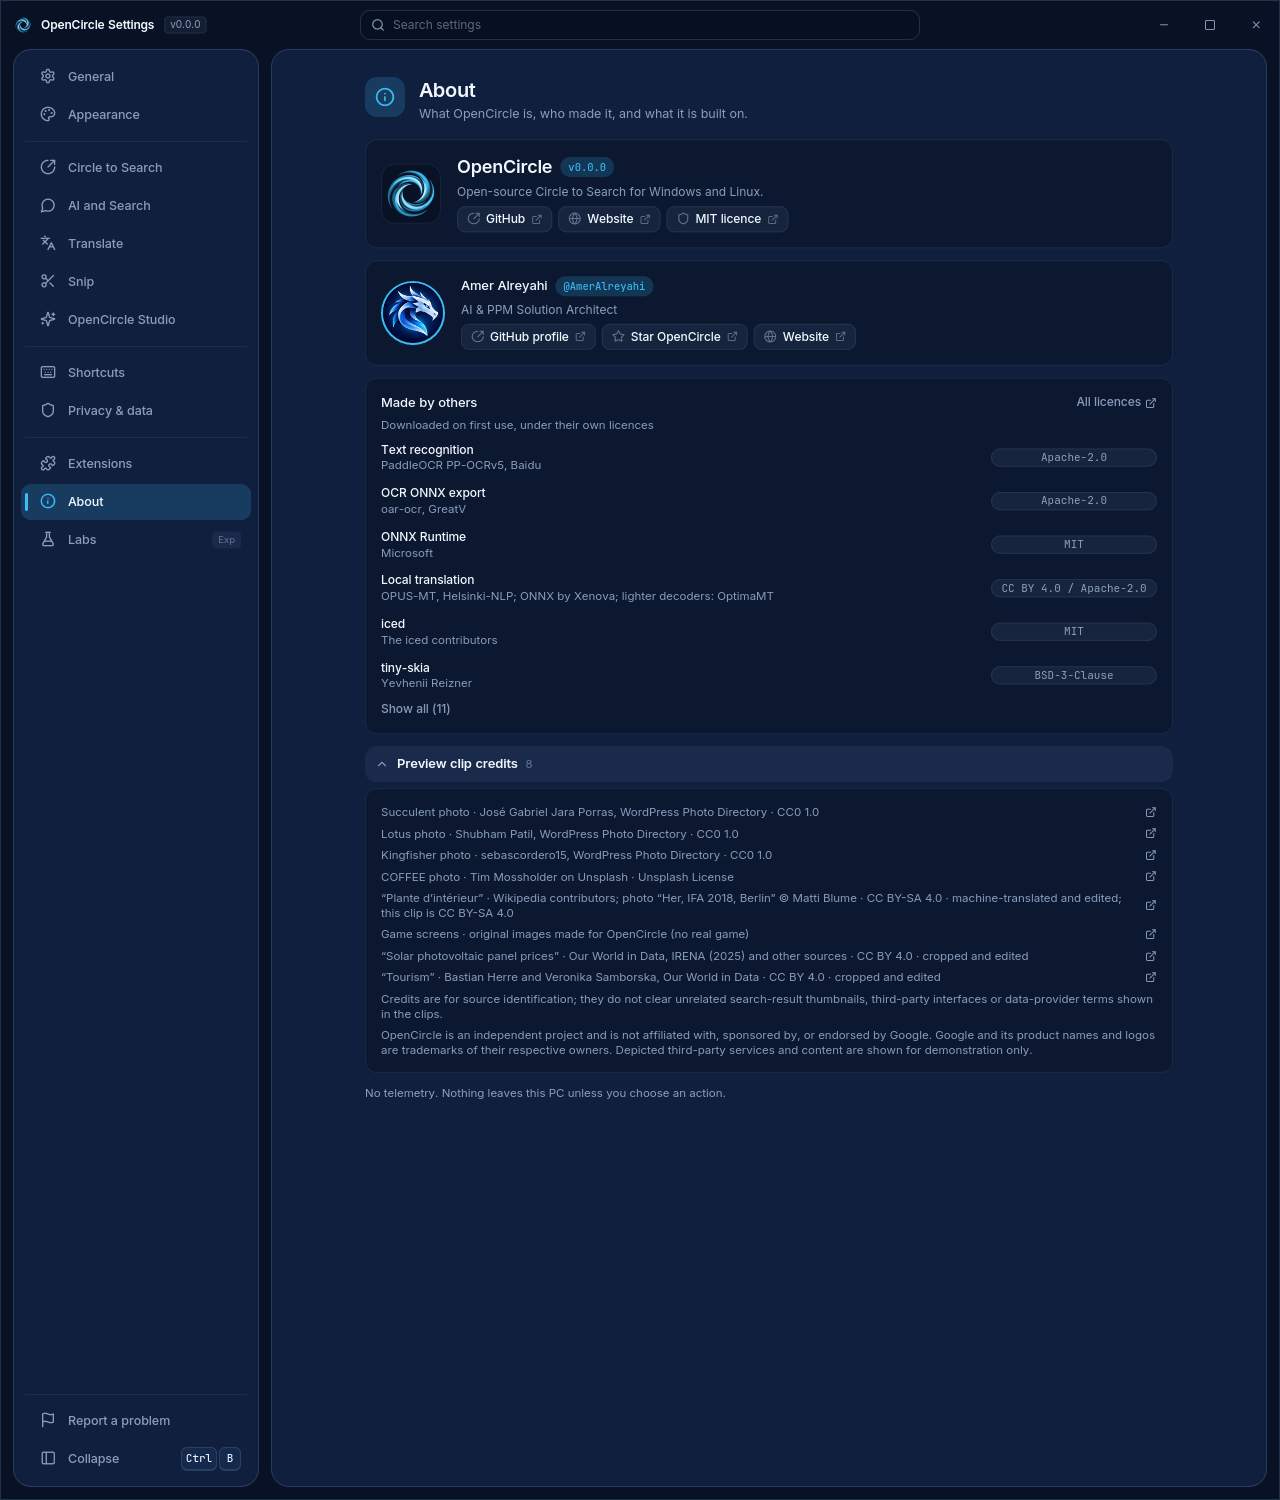 OpenCircle Settings v0.0.0
Search settings
General
Appearance
Circle to Search
AI and Search
Translate
Snip
OpenCircle Studio
Shortcuts
Privacy & data
Extensions
About
Labs Exp
Report a problem
Collapse Ctrl B
About
What OpenCircle is, who made it, and what it is built on.
OpenCircle v0.0.0
Open-source Circle to Search for Windows and Linux.
GitHub Website MIT licence
Amer Alreyahi @AmerAlreyahi
AI & PPM Solution Architect
GitHub profile Star OpenCircle Website
Made by others All licences
Downloaded on first use, under their own licences
Text recognition
PaddleOCR PP-OCRv5, Baidu
Apache-2.0
OCR ONNX export
oar-ocr, GreatV
Apache-2.0
ONNX Runtime
Microsoft
MIT
Local translation
OPUS-MT, Helsinki-NLP; ONNX by Xenova; lighter decoders: OptimaMT
CC BY 4.0 / Apache-2.0
iced
The iced contributors
MIT
tiny-skia
Yevhenii Reizner
BSD-3-Clause
Show all (11)
Preview clip credits 8
Succulent photo · José Gabriel Jara Porras, WordPress Photo Directory · CC0 1.0
Lotus photo · Shubham Patil, WordPress Photo Directory · CC0 1.0
Kingfisher photo · sebascordero15, WordPress Photo Directory · CC0 1.0
COFFEE photo · Tim Mossholder on Unsplash · Unsplash License
“Plante d’intérieur” · Wikipedia contributors; photo “Her, IFA 2018, Berlin” © Matti Blume · CC BY-SA 4.0 · machine-translated and edited;
this clip is CC BY-SA 4.0
Game screens · original images made for OpenCircle (no real game)
“Solar photovoltaic panel prices” · Our World in Data, IRENA (2025) and other sources · CC BY 4.0 · cropped and edited
“Tourism” · Bastian Herre and Veronika Samborska, Our World in Data · CC BY 4.0 · cropped and edited
Credits are for source identification; they do not clear unrelated search-result thumbnails, third-party interfaces or data-provider terms shown
in the clips.
OpenCircle is an independent project and is not affiliated with, sponsored by, or endorsed by Google. Google and its product names and logos
are trademarks of their respective owners. Depicted third-party services and content are shown for demonstration only.
No telemetry. Nothing leaves this PC unless you choose an action.